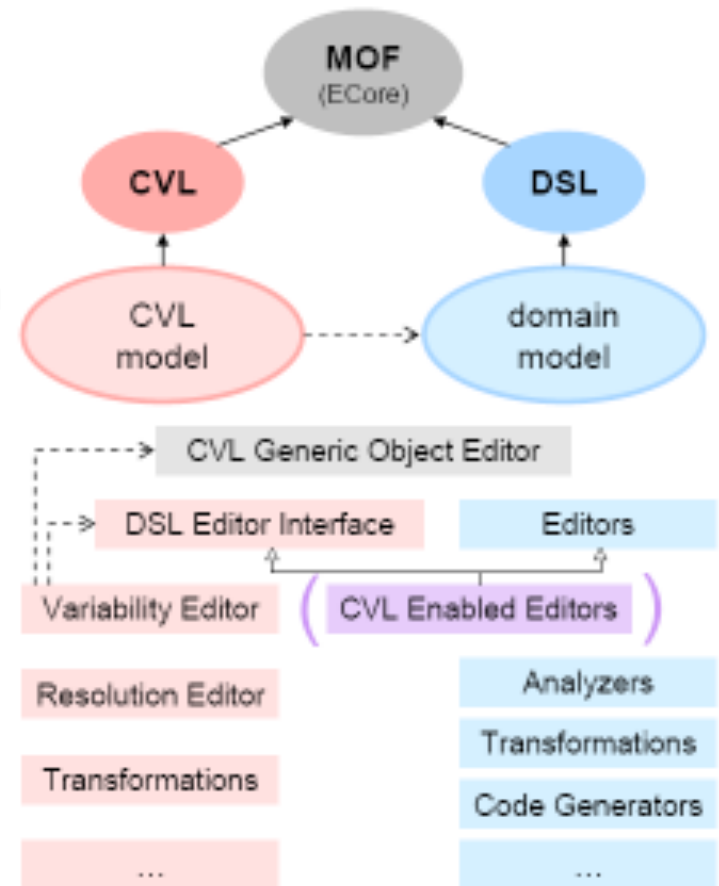 MOF
(ECore)
CVL
DSL
CVL
model
domain
model
CVL Generic Object Editor
DSL Editor Interface
Editors
Variability Editor
( CVL Enabled Editors )
Resolution Editor
Analyzers
Transformations
Transformations
Code Generators
...
...